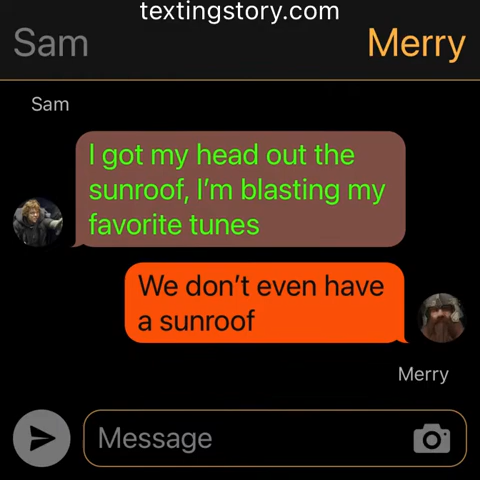 textingstory.com
Sam
Merry
Sam
I got my head out the
sunroof, I’m blasting my
favorite tunes
We don’t even have
a sunroof
Merry
Message